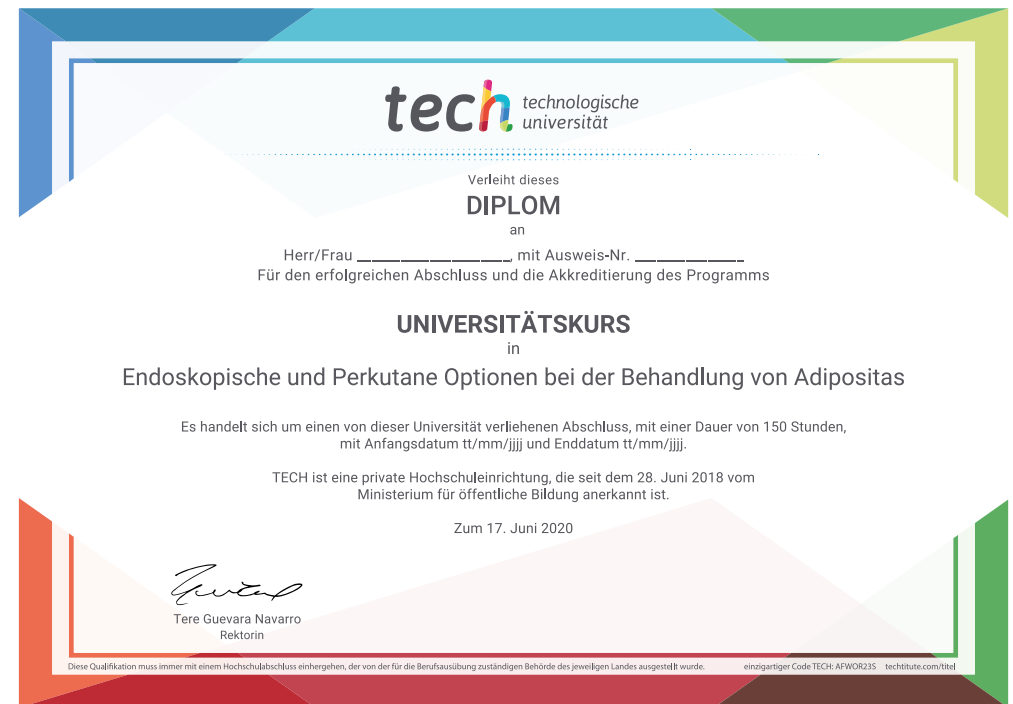 tech technologische
universität
Verleiht dieses
DIPLOM
an
Herr/Frau ____________________, mit Ausweis-Nr. ______________
Für den erfolgreichen Abschluss und die Akkreditierung des Programms
UNIVERSITÄTSKURS
in
Endoskopische und Perkutane Optionen bei der Behandlung von Adipositas
Es handelt sich um einen von dieser Universität verliehenen Abschluss, mit einer Dauer von 150 Stunden,
mit Anfangsdatum tt/mm/jjjj und Enddatum tt/mm/jjjj.
TECH ist eine private Hochschuleinrichtung, die seit dem 28. Juni 2018 vom
Ministerium für öffentliche Bildung anerkannt ist.
Zum 17. Juni 2020
Tere Guevara Navarro
Rektorin
Diese Qualifikation muss immer mit einem Hochschulabschluss einhergehen, der von der für die Berufsausübung zuständigen Behörde des jeweiligen Landes ausgestellt wurde. einzigartiger Code TECH: AFWOR23S techtitute.com/titel